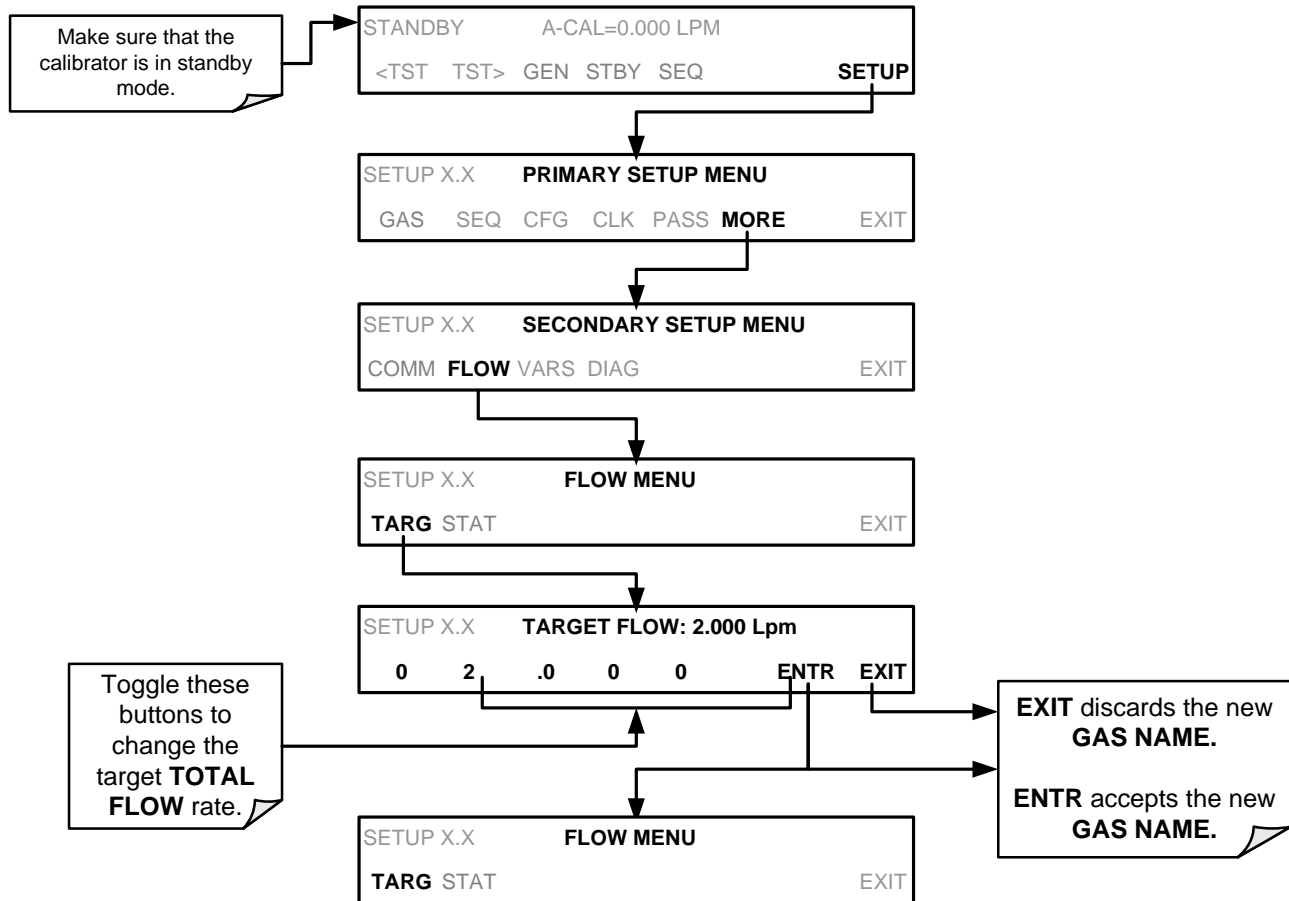 Make sure that the
calibrator is in standby
mode.
STANDBY A-CAL=0.000 LPM
<TST TST> GEN STBY SEQ SETUP
SETUP X.X PRIMARY SETUP MENU
GAS SEQ CFG CLK PASS MORE EXIT
SETUP X.X SECONDARY SETUP MENU
COMM FLOW VARS DIAG EXIT
SETUP X.X FLOW MENU
TARG STAT EXIT
SETUP X.X TARGET FLOW: 2.000 Lpm
0 2 .0 0 0 ENTR EXIT
Toggle these
buttons to
change the
target TOTAL
FLOW rate.
EXIT discards the new
GAS NAME.
ENTR accepts the new
GAS NAME.
SETUP X.X FLOW MENU
TARG STAT EXIT